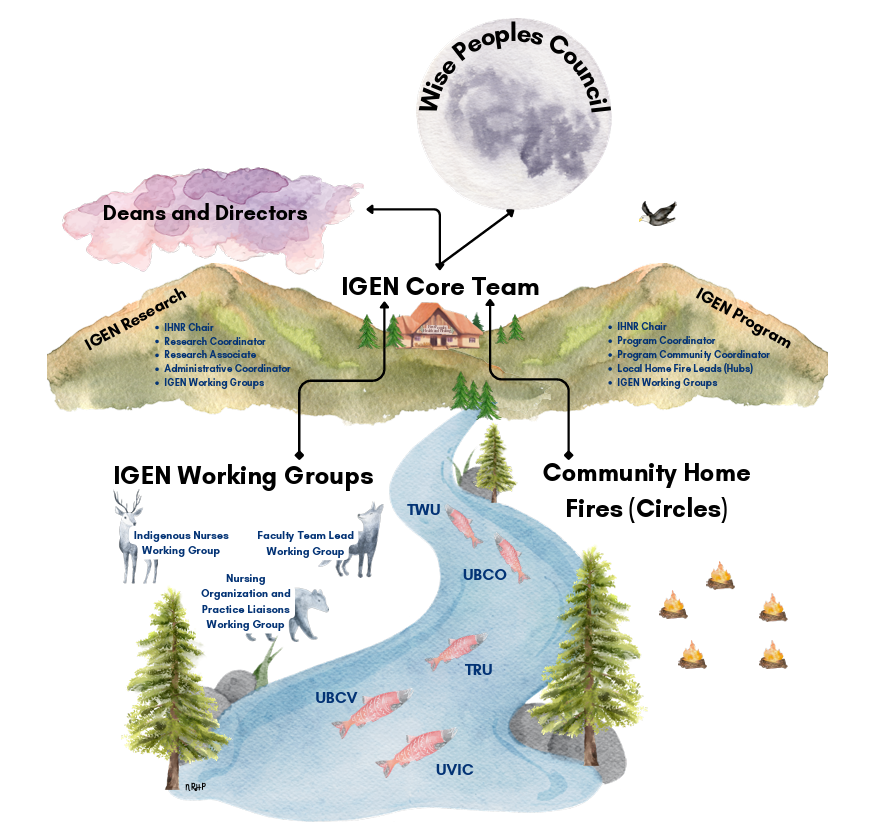 Wise Peoples Council
Deans and Directors
IGEN Core Team
IGEN Research
IHNR Chair
Research Coordinator
Research Associate
Administrative Coordinator
IGEN Working Groups
IGEN Program
IHNR Chair
Program Coordinator
Program Community Coordinator
Local Home Fire Leads (Hubs)
IGEN Working Groups
IGEN Working Groups
Indigenous Nurses
Working Group
Faculty Team Lead
Working Group
Nursing
Organization and
Practice Liaisons
Working Group
Community Home
Fires (Circles)
TWU
UBCO
TRU
UBCV
UVIC